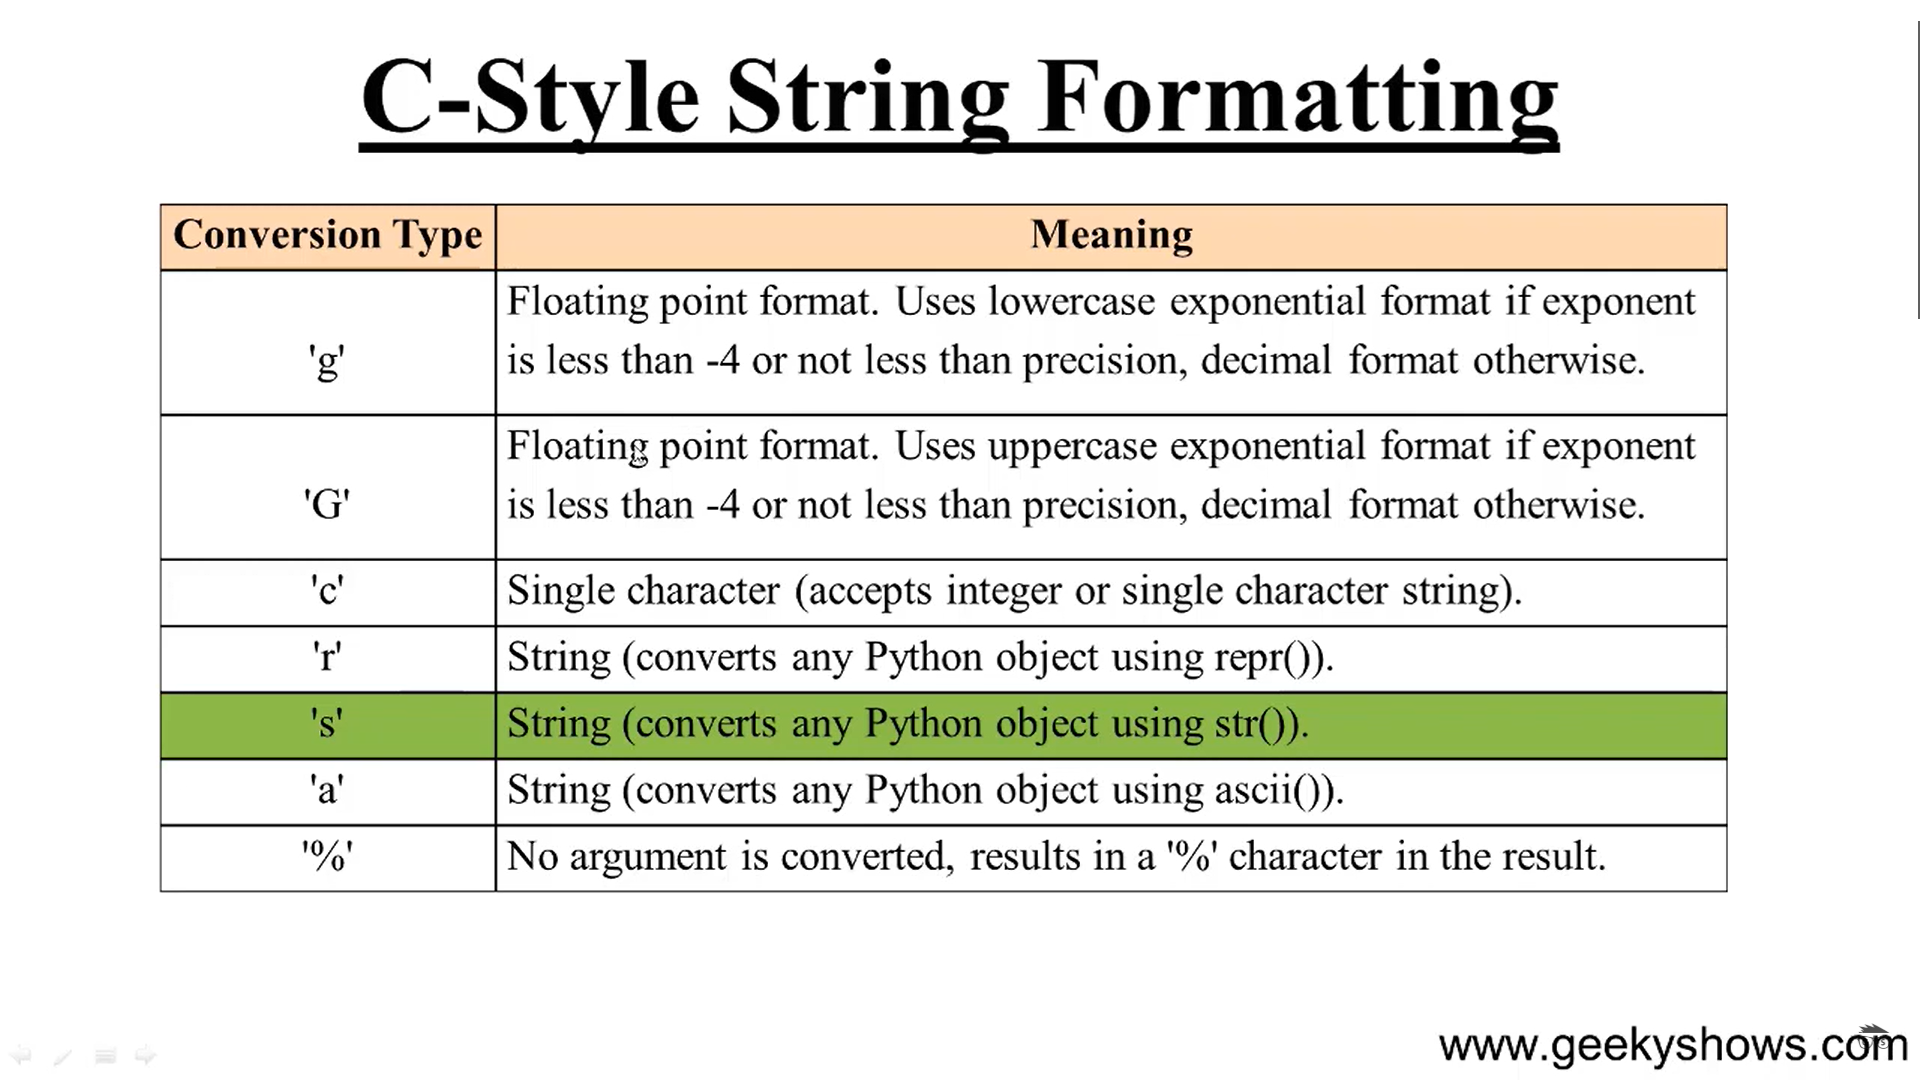 C-Style String Formatting
Conversion Type Meaning
'g' Floating point format. Uses lowercase exponential format if exponent
is less than -4 or not less than precision, decimal format otherwise.
'G' Floating point format. Uses uppercase exponential format if exponent
is less than -4 or not less than precision, decimal format otherwise.
'c' Single character (accepts integer or single character string).
'r' String (converts any Python object using repr()).
's' String (converts any Python object using str()).
'a' String (converts any Python object using ascii()).
'%' No argument is converted, results in a '%' character in the result.
www.geekyshows.com